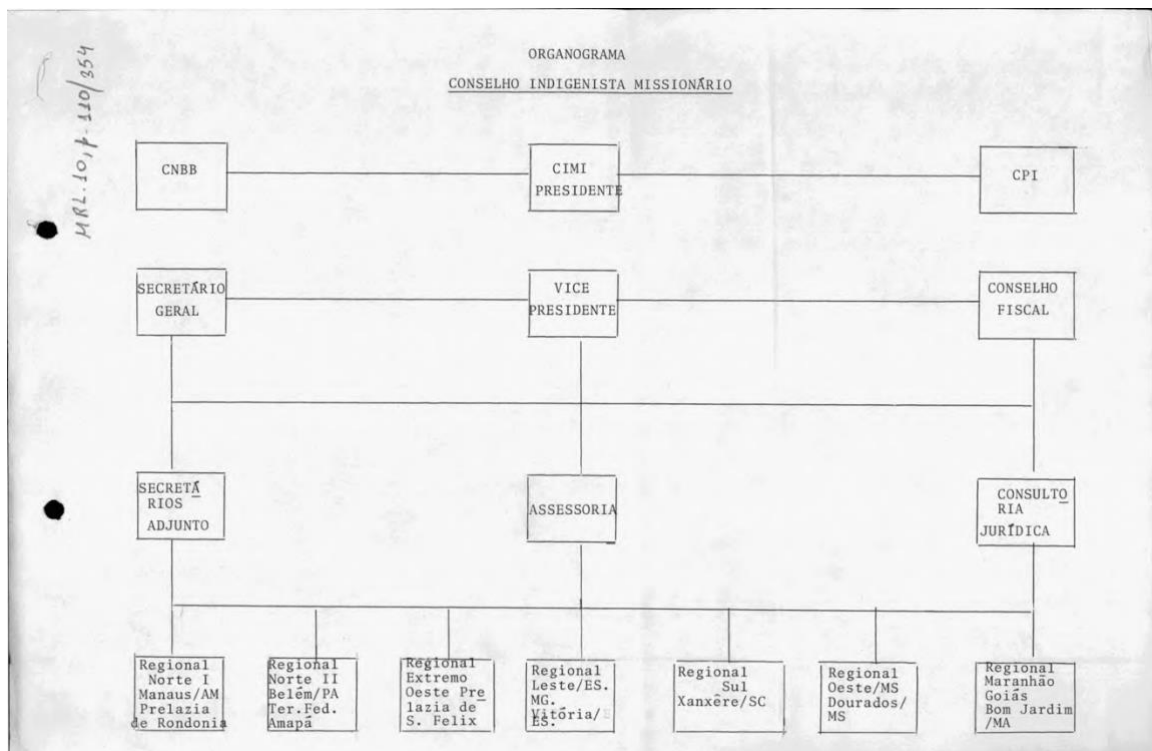 ORGANOGRAMA
CONSELHO INDIGENISTA MISSIONÁRIO
MRL.10, p.110/354
CNBB
CIMI
PRESIDENTE
CPI
SECRETÁRIO
GERAL
VICE
PRESIDENTE
CONSELHO
FISCAL
SECRETÁ
RIOS
ADJUNTO
ASSESSORIA
CONSULTO
RIA
JURÍDICA
Regional
Norte I
Manaus/AM
Prelazia
de Rondonia
Regional
Norte II
Belém/PA
Ter.Fed.
Amapá
Regional
Extremo
Oeste Pre
lazia de
S. Felix
Regional
Leste/ES.
MG.
Vitória/E
ES.
Regional
Sul
Xanxêre/SC
Regional
Oeste/MS
Dourados/
MS
Regional
Maranhão
Goiás
Bom Jardim
/MA